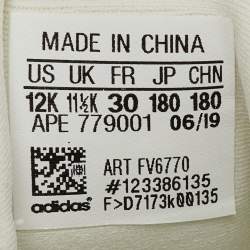 MADE IN CHINA
US UK FR JP CHN
12K 11½K 30 180 180
APE 779001 06/19
ART FV6770
#123386135
adidas F>D7173k00135